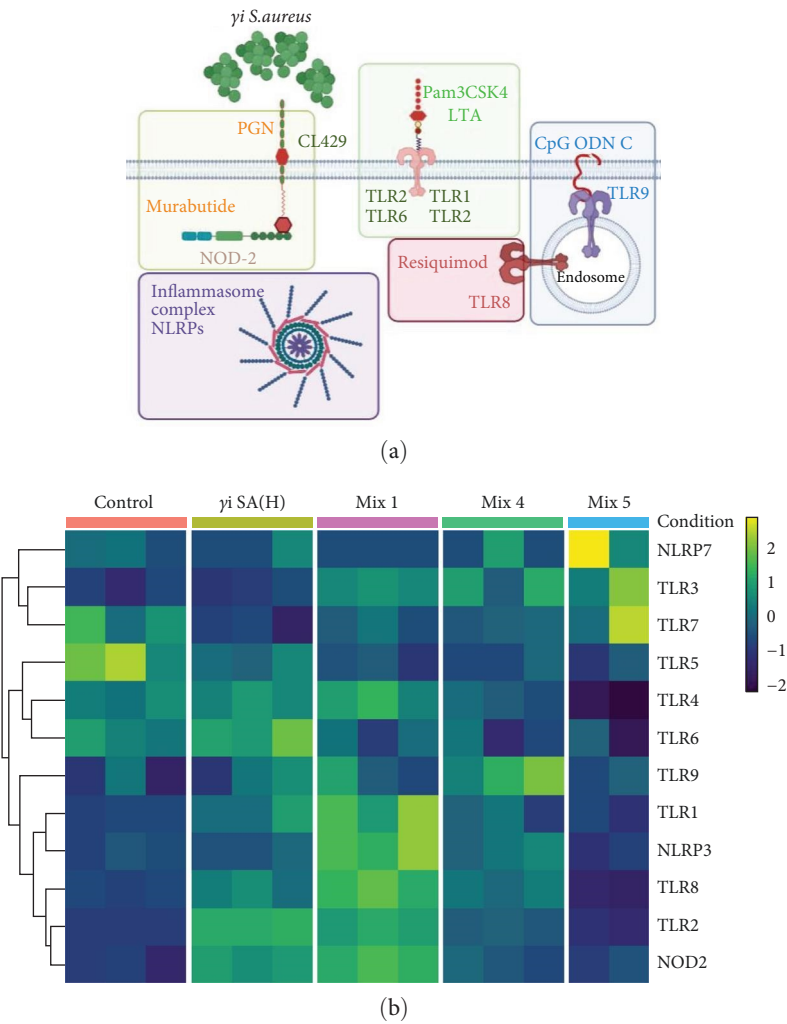 γi S.aureus
PGN
CL429
Murabutide
NOD-2
Pam3CSK4
LTA
TLR2 TLR1
TLR6 TLR2
CpG ODN C
TLR9
Endosome
Resiquimod
TLR8
Inflammasome
complex
NLRPs
(a)
Control γi SA(H) Mix 1 Mix 4 Mix 5
Condition
NLRP7
TLR3
TLR7
TLR5
TLR4
TLR6
TLR9
TLR1
NLRP3
TLR8
TLR2
NOD2
2
1
0
−1
−2
(b)